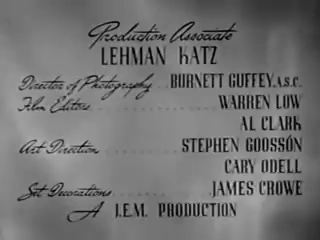 Production Associate
LEHMAN KATZ
Director of Photography .. BURNETT GUFFEY, A.S.C.
Film Editors .............. WARREN LOW
AL CLARK
Art Direction ............ STEPHEN GOOSSÓN
CARY ODELL
Set Decorations ............ JAMES CROWE
A J.E.M. PRODUCTION